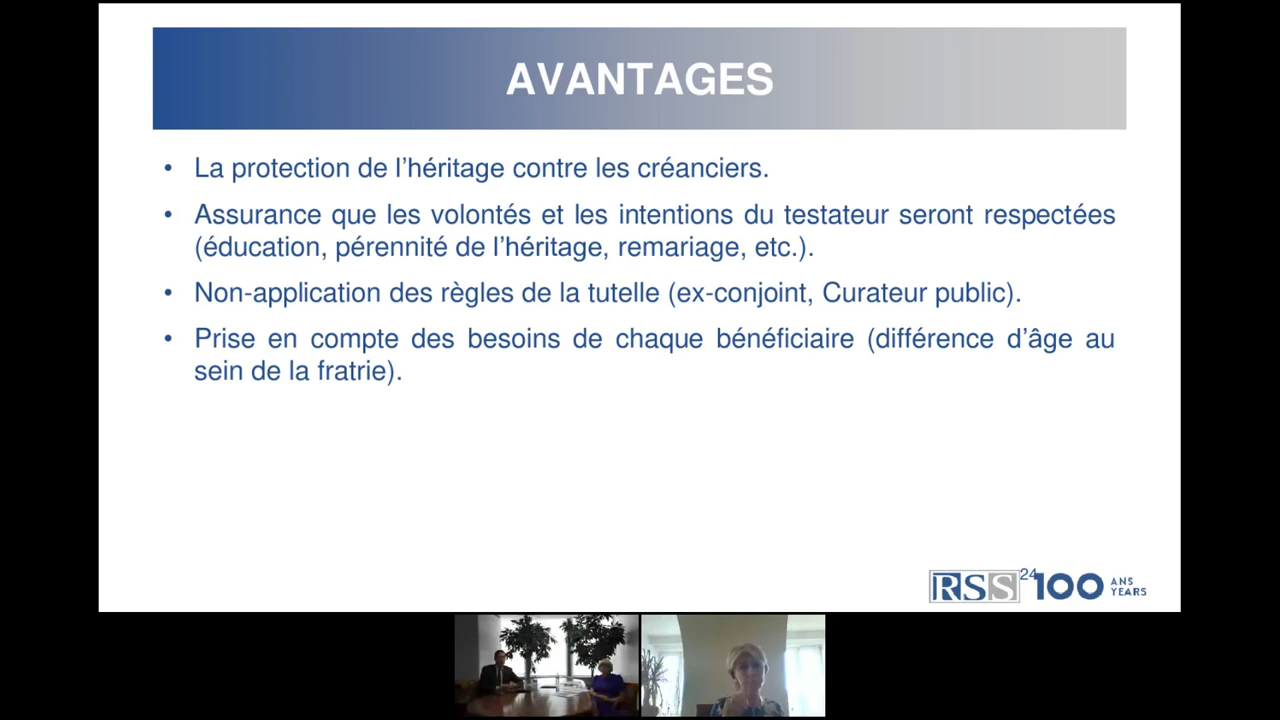 AVANTAGES
• La protection de l’héritage contre les créanciers.
• Assurance que les volontés et les intentions du testateur seront respectées
(éducation, pérennité de l’héritage, remariage, etc.).
• Non-application des règles de la tutelle (ex-conjoint, Curateur public).
• Prise en compte des besoins de chaque bénéficiaire (différence d’âge au
sein de la fratrie).
24
RSS 100 ANS
YEARS